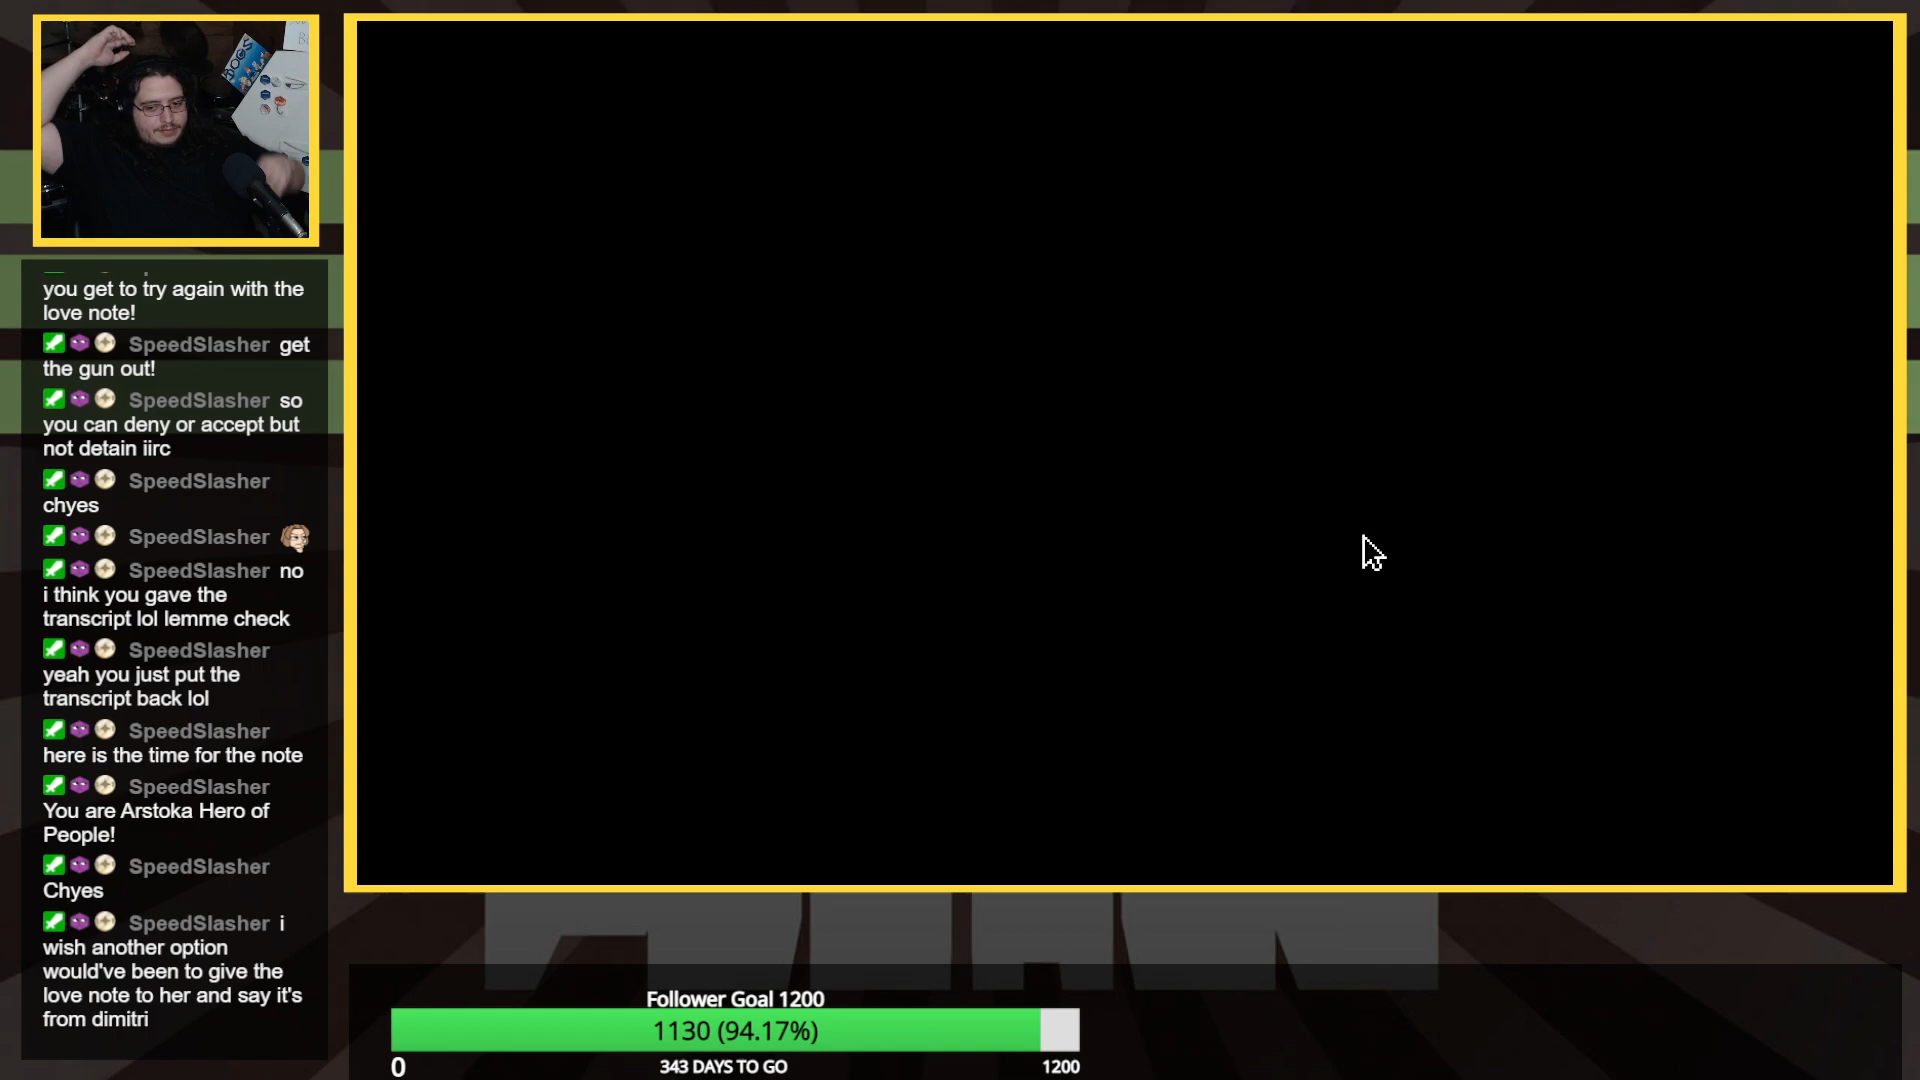 DOGS
you get to try again with the
love note!
SpeedSlasher get
the gun out!
SpeedSlasher so
you can deny or accept but
not detain iirc
SpeedSlasher
chyes
SpeedSlasher
SpeedSlasher no
i think you gave the
transcript lol lemme check
SpeedSlasher
yeah you just put the
transcript back lol
SpeedSlasher
here is the time for the note
SpeedSlasher
You are Arstoka Hero of
People!
SpeedSlasher
Chyes
SpeedSlasher i
wish another option
would've been to give the
love note to her and say it's
from dimitri
Follower Goal 1200
1130 (94.17%)
0
343 DAYS TO GO
1200